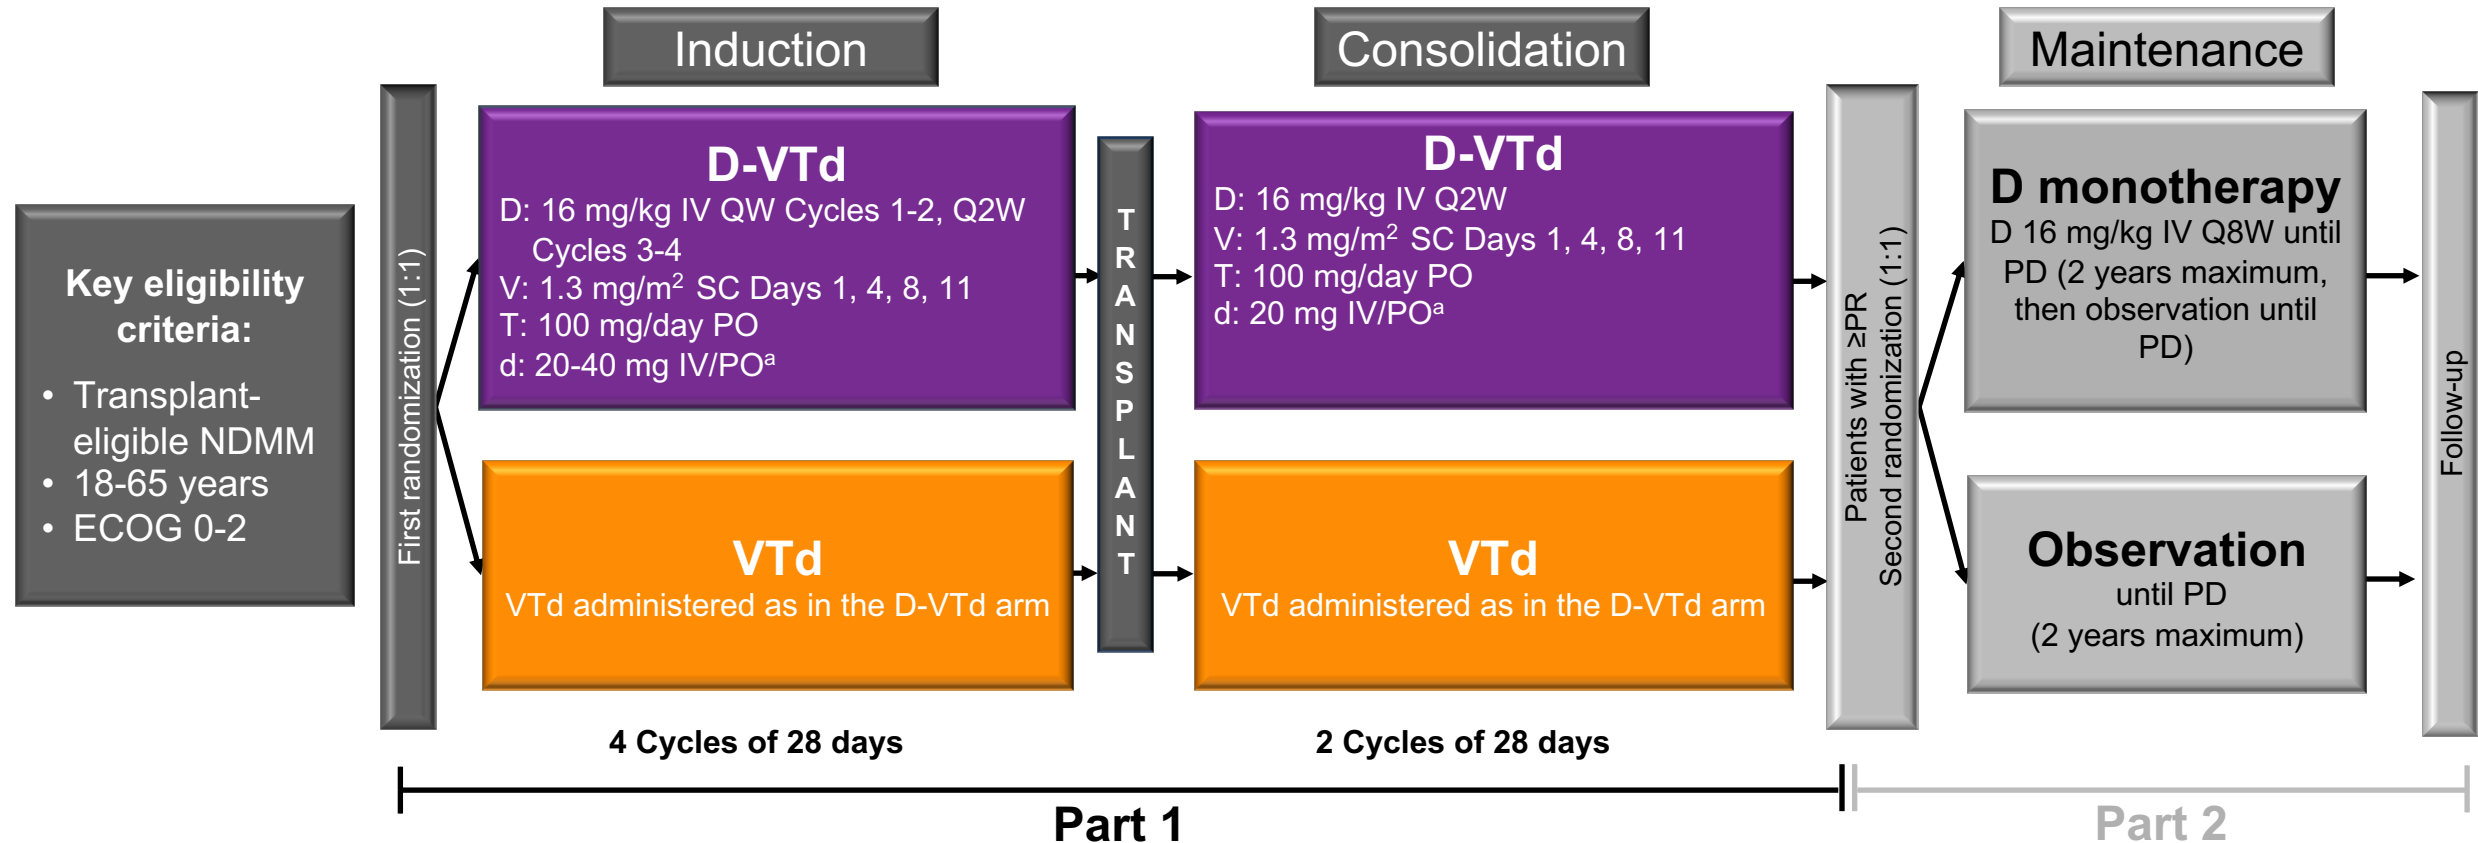 Induction
Consolidation
Maintenance
Key eligibility
criteria:
• Transplant-
eligible NDMM
• 18-65 years
• ECOG 0-2
First randomization (1:1)
D-VTd
D: 16 mg/kg IV QW Cycles 1-2, Q2W
Cycles 3-4
V: 1.3 mg/m² SC Days 1, 4, 8, 11
T: 100 mg/day PO
d: 20-40 mg IV/POᵃ
VTd
VTd administered as in the D-VTd arm
TRANSPLANT
D-VTd
D: 16 mg/kg IV Q2W
V: 1.3 mg/m² SC Days 1, 4, 8, 11
T: 100 mg/day PO
d: 20 mg IV/POᵃ
VTd
VTd administered as in the D-VTd arm
Patients with ≥PR
Second randomization (1:1)
D monotherapy
D 16 mg/kg IV Q8W until
PD (2 years maximum,
then observation until
PD)
Observation
until PD
(2 years maximum)
Follow-up
4 Cycles of 28 days
2 Cycles of 28 days
Part 1
Part 2